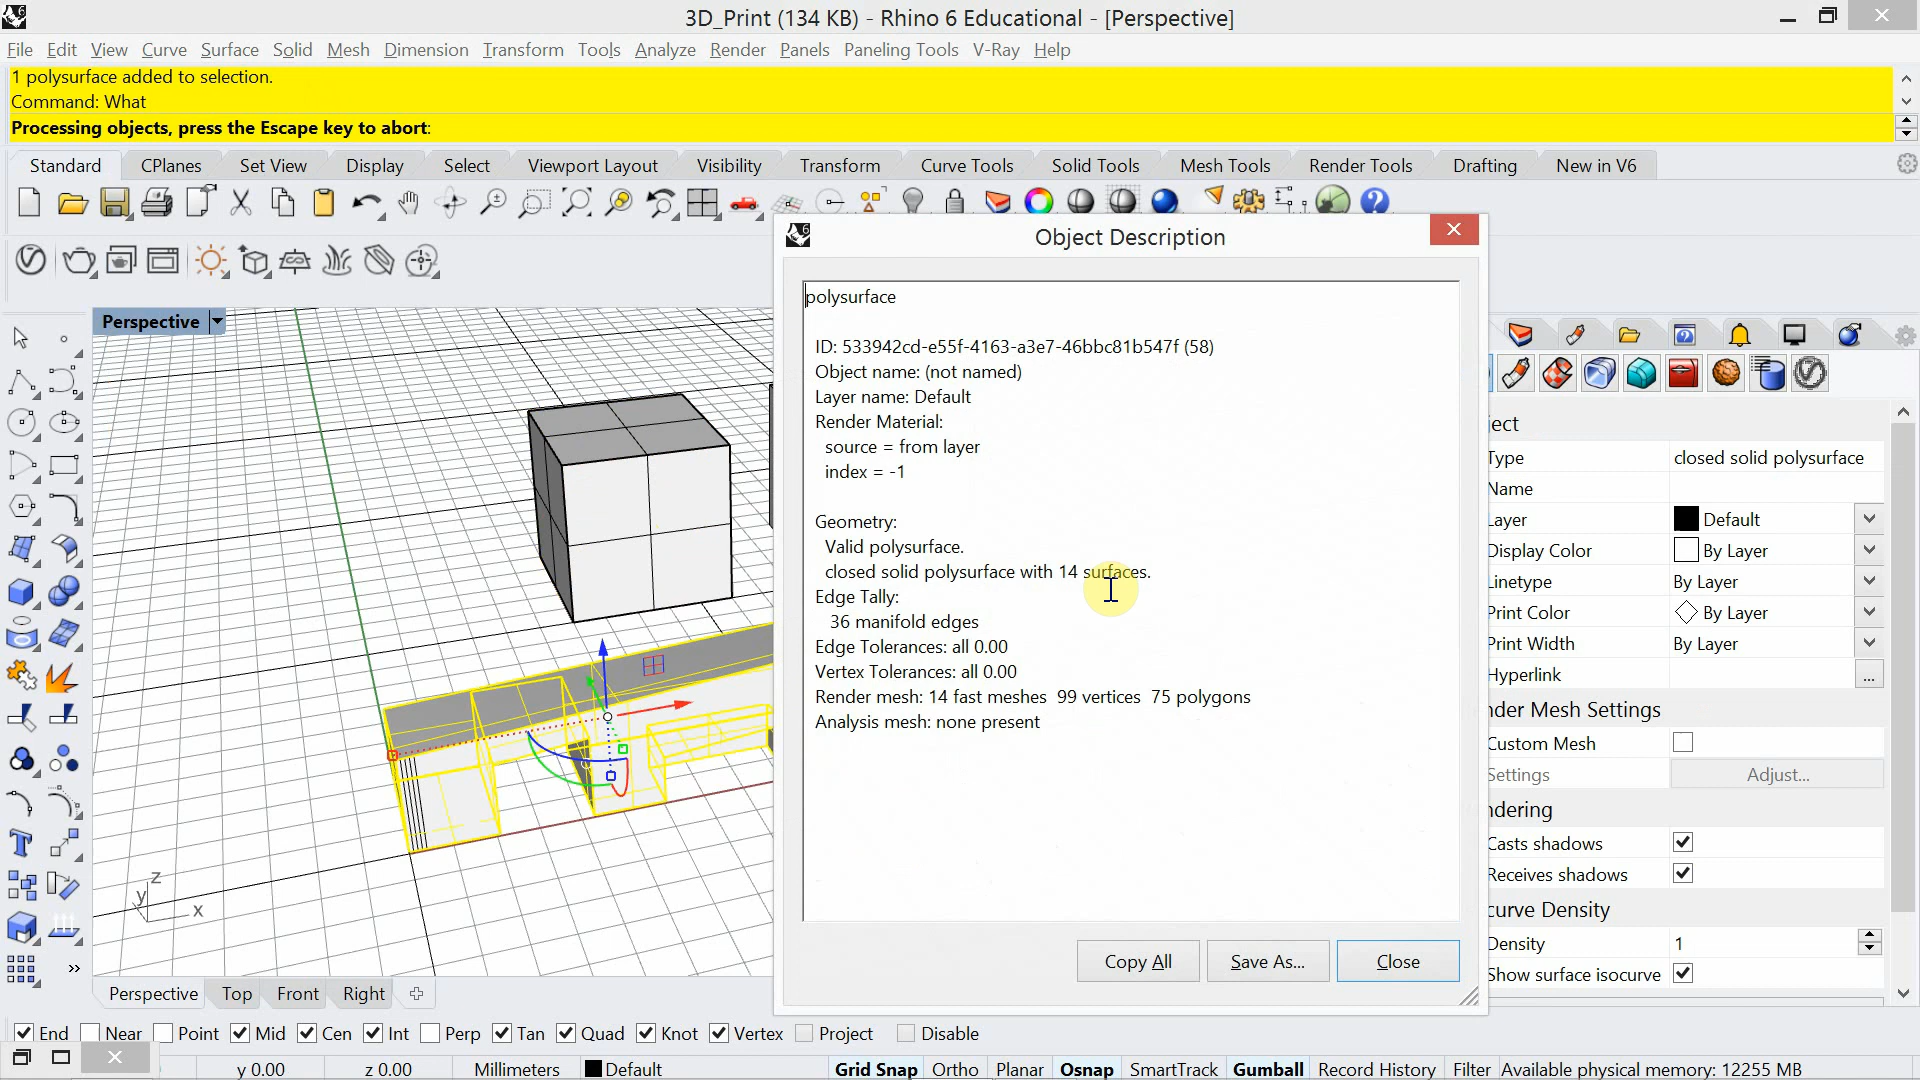 3D_Print (134 KB) - Rhino 6 Educational - [Perspective]
File Edit View Curve Surface Solid Mesh Dimension Transform Tools Analyze Render Panels Paneling Tools V-Ray Help
1 polysurface added to selection.
Command: What
Processing objects, press the Escape key to abort:
Standard CPlanes Set View Display Select Viewport Layout Visibility Transform Curve Tools Solid Tools Mesh Tools Render Tools Drafting New in V6
Object Description
polysurface
ID: 533942cd-e55f-4163-a3e7-46bbc81b547f (58)
Object name: (not named)
Layer name: Default
Render Material:
source = from layer
index = -1
Geometry:
Valid polysurface.
closed solid polysurface with 14 surfaces.
Edge Tally:
36 manifold edges
Edge Tolerances: all 0.00
Vertex Tolerances: all 0.00
Render mesh: 14 fast meshes 99 vertices 75 polygons
Analysis mesh: none present
Copy All Save As... Close
Perspective
z
y
x
ect
Type closed solid polysurface
Name
ayer Default
Display Color By Layer
inetype By Layer
Print Color By Layer
Print Width By Layer
Hyperlink ...
nder Mesh Settings
Custom Mesh
Settings Adjust...
ndering
Casts shadows
Receives shadows
curve Density
Density 1
Show surface isocurve
Perspective Top Front Right
End Near Point Mid Cen Int Perp Tan Quad Knot Vertex Project Disable
y 0.00 z 0.00 Millimeters Default Grid Snap Ortho Planar Osnap SmartTrack Gumball Record History Filter Available physical memory: 12255 MB